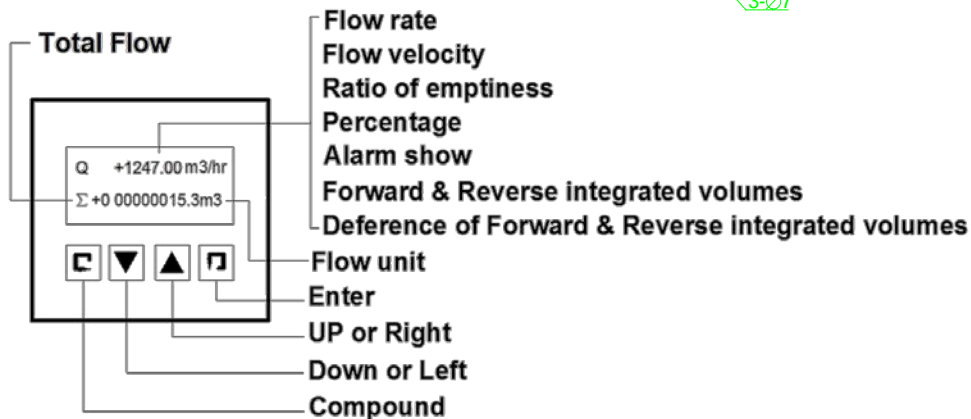 3-∅7
Total Flow
Flow rate
Flow velocity
Ratio of emptiness
Percentage
Alarm show
Forward & Reverse integrated volumes
Deference of Forward & Reverse integrated volumes
Q +1247.00 m3/hr
Σ +0 00000015.3m3
Flow unit
Enter
UP or Right
Down or Left
Compound